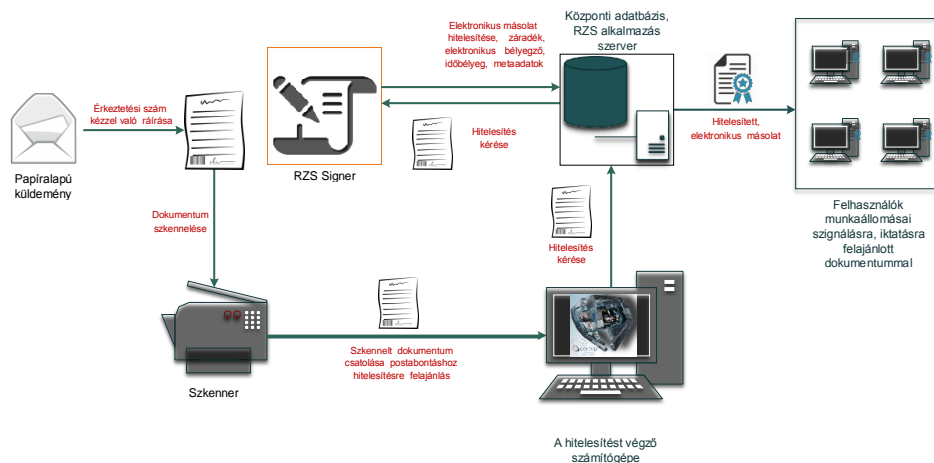 Elektronikus másolat
hitelesítése, záradék,
elektronikus bélyegző,
időbélyeg, metaadatok
Központi adatbázis,
RZS alkalmazás
szerver
Érkeztetési szám
kézzel való ráírása
Hitelesítés
kérése
Hitelesített,
elektronikus másolat
Papíralapú
küldemény
RZS Signer
Felhasználók
munkaállomásai
szignálásra, iktatásra
felajánlott
dokumentummal
Dokumentum
szkennelése
Hitelesítés
kérése
Szkennelt dokumentum
csatolása postabontáshoz
hitelesítésre felajánlás
Szkenner
A hitelesítést végző
számítógépe